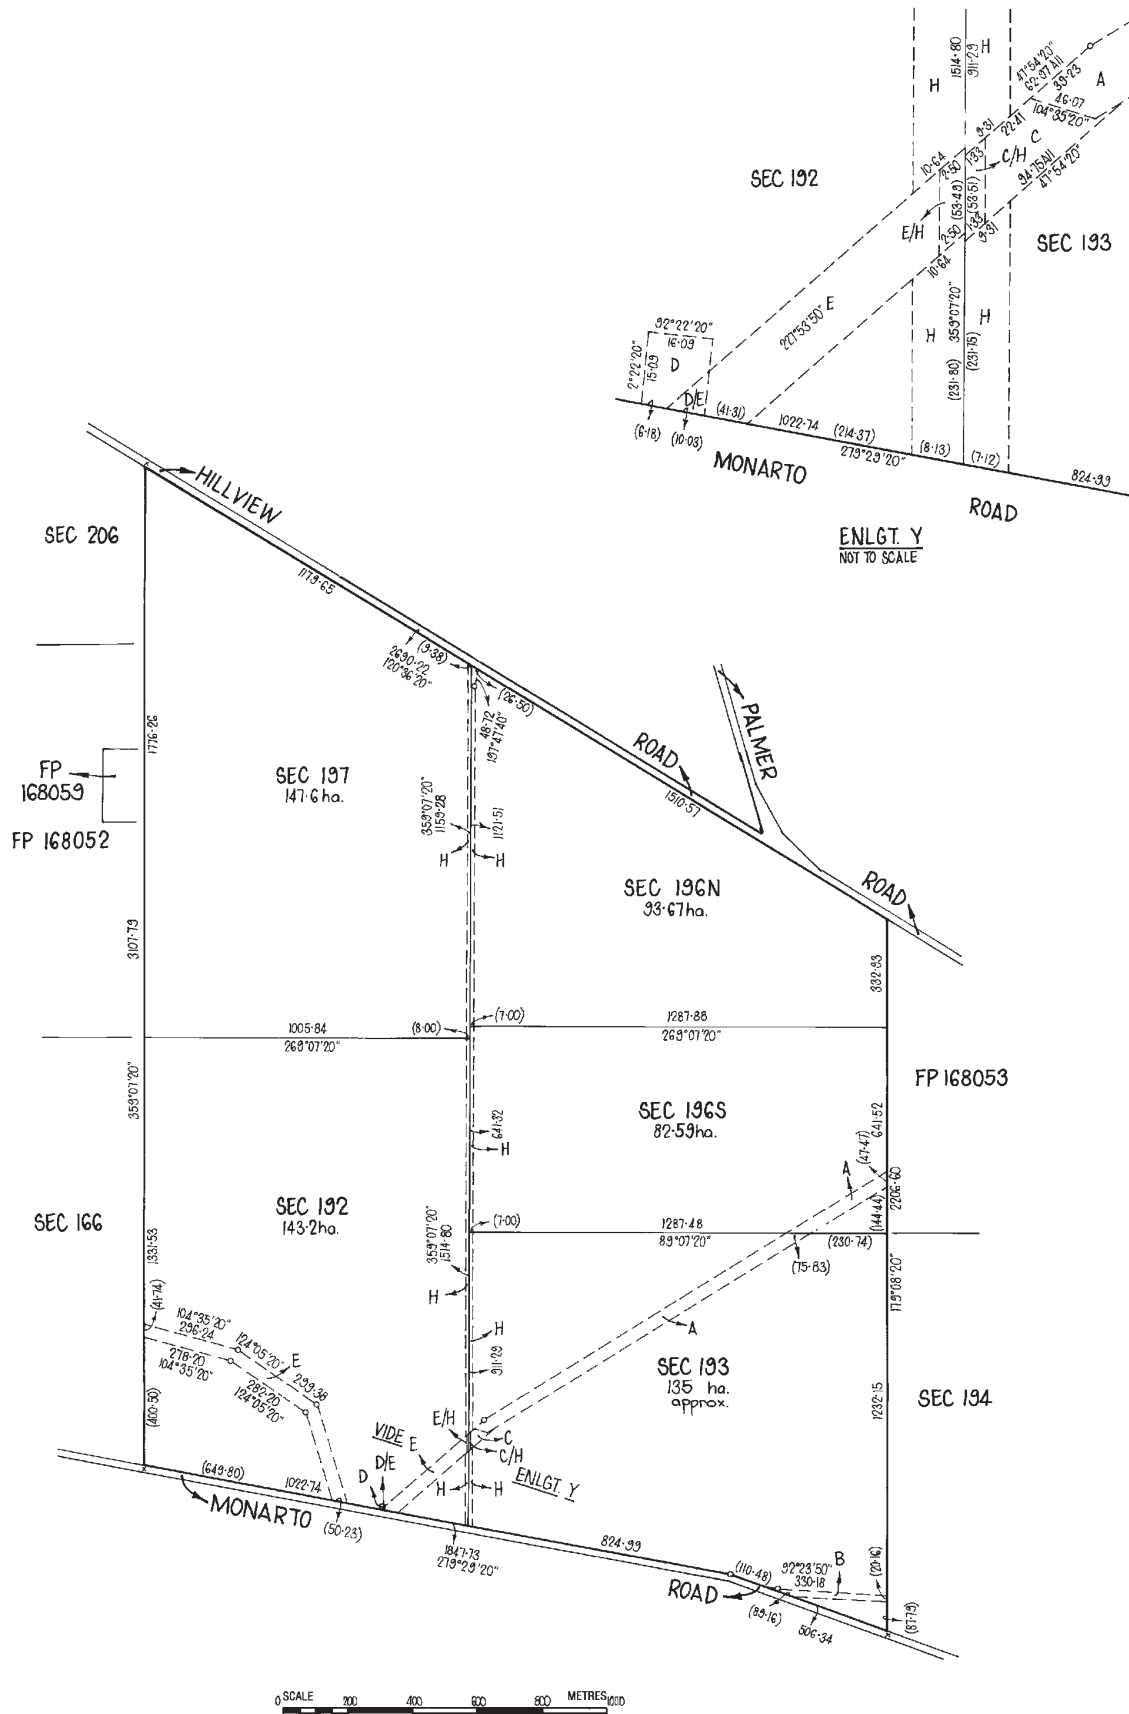 1514·80
911·29
H
H
47°54'20"
62·97 All
39·23
A
46·07
104°35'20"
9·31
22·41
C
C/H
94·75 All
47°54'20"
10·64
2·50
1·33
(53·49)
(53·51)
SEC 192
E/H
2·50
1·33
9·31
10·64
SEC 193
227°53'50"
E
H
(231·80)
359°07'20"
(231·75)
H
92°22'20"
16·09
2°22'20"
15·09
D
D/E
(6·18)
(10·03)
(41·31)
1022·74
(214·37)
279°29'20"
(8·13)
(7·12)
824·99
MONARTO
ROAD
ENLGT. Y
NOT TO SCALE
HILLVIEW
SEC 206
1179·65
(9·38)
2690·22
120°36'20"
(26·50)
48·72
197°47'40"
PALMER
ROAD
1510·57
1776·26
FP
168059
FP 168052
SEC 197
147·6 ha.
359°07'20"
1159·28
1121·51
H
H
SEC 196N
93·67 ha.
ROAD
3107·79
332·83
1005·84
(8·00)
269°07'20"
(7·00)
1287·88
269°07'20"
359°07'20"
FP 168053
SEC 196S
82·59 ha.
641·32
H
641·52
(47·47)
A
2206·60
(144·44)
SEC 166
SEC 192
143·2 ha.
359°07'20"
1514·80
H
(7·00)
1287·48
89°07'20"
(230·74)
(75·83)
1331·53
179°08'20"
(41·74)
104°35'20"
296·24
124°05'20"
E
299·38
278·20
104°35'20"
282·20
124°05'20"
H
911·29
A
SEC 193
135 ha.
approx.
1232·15
SEC 194
(400·50)
E/H
VIDE
E
C
C/H
D/E
D
H
H
ENLGT. Y
(649·80)
1022·74
MONARTO
(50·23)
1847·73
279°29'20"
824·99
(110·48)
92°23'50"
330·18
B
(20·16)
ROAD
(89·16)
506·34
(87·79)
SCALE
METRES
0 200 400 600 800 1000